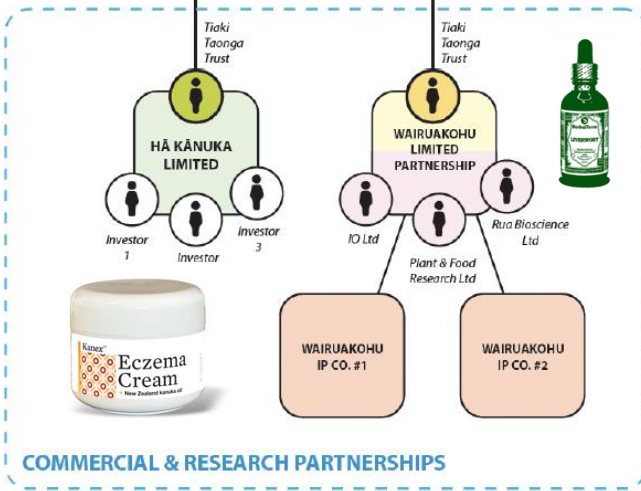 Tiaki
Taonga
Trust
Tiaki
Taonga
Trust
HĀ KĀNUKA
LIMITED
WAIRUAKOHU
LIMITED
PARTNERSHIP
Investor
1
Investor
Investor
3
IO Ltd
Plant & Food
Research Ltd
Rua Bioscience
Ltd
Kanex™
Eczema
Cream
New Zealand kanuka oil
WAIRUAKOHU
IP CO. #1
WAIRUAKOHU
IP CO. #2
COMMERCIAL & RESEARCH PARTNERSHIPS